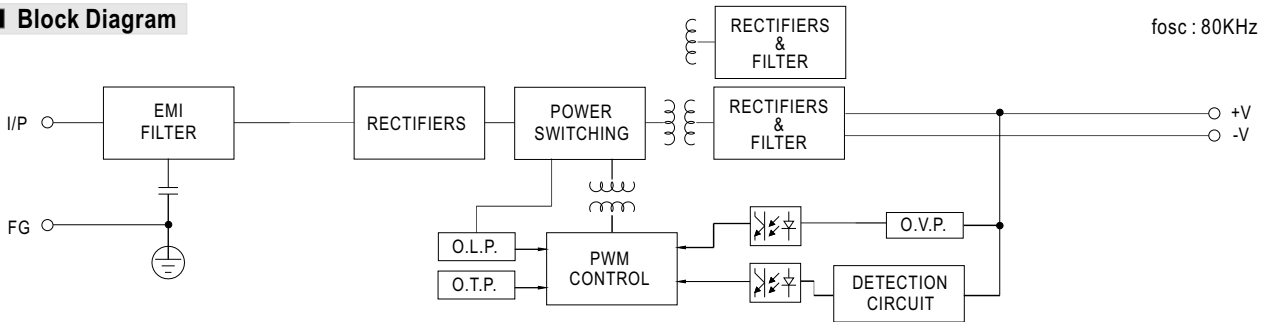 Block Diagram
fosc : 80KHz
RECTIFIERS
&
FILTER
I/P
EMI
FILTER
RECTIFIERS
POWER
SWITCHING
RECTIFIERS
&
FILTER
+V
-V
FG
O.L.P.
O.T.P.
PWM
CONTROL
O.V.P.
DETECTION
CIRCUIT